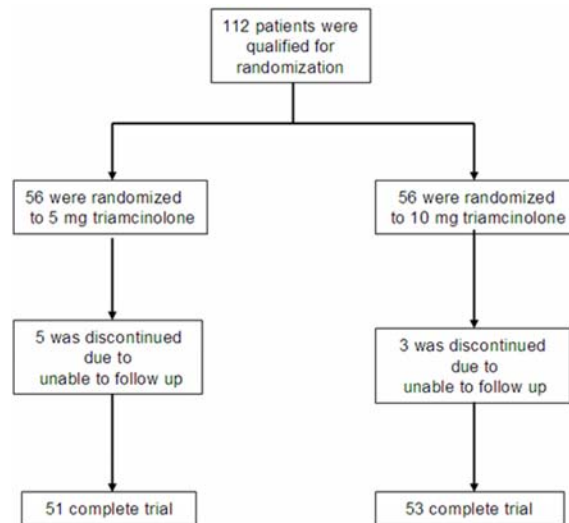 112 patients were
qualified for
randomization
56 were randomized
to 5 mg triamcinolone
56 were randomized
to 10 mg triamcinolone
5 was discontinued
due to
unable to follow up
3 was discontinued
due to
unable to follow up
51 complete trial
53 complete trial